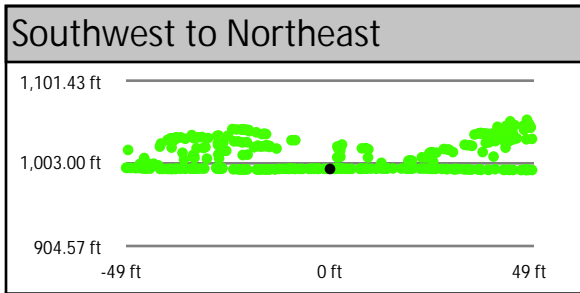 Southwest to Northeast
1,101.43 ft
1,003.00 ft
904.57 ft
-49 ft 0 ft 49 ft